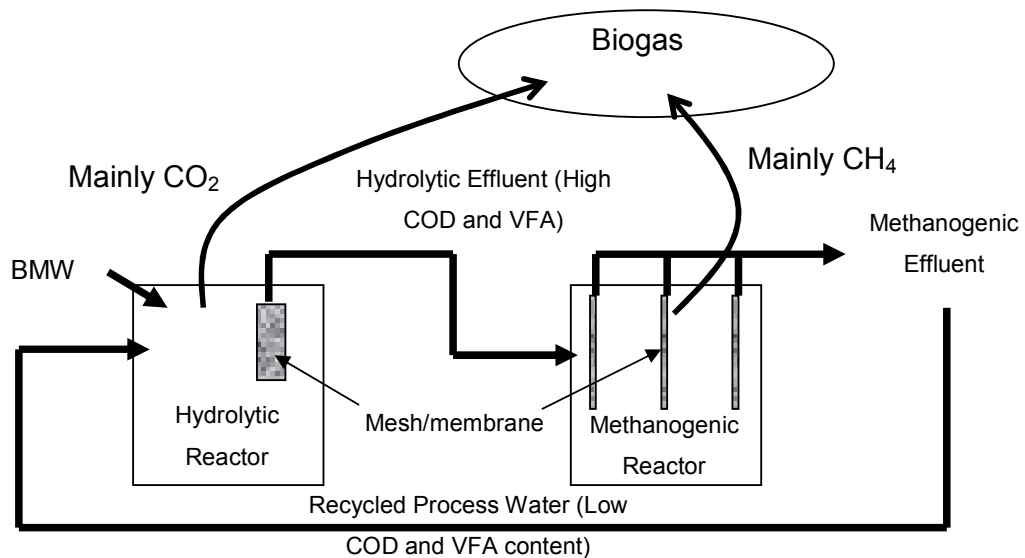 Biogas
Mainly CO₂
Mainly CH₄
Hydrolytic Effluent (High
COD and VFA)
Methanogenic
Effluent
BMW
Hydrolytic
Reactor
Mesh/membrane
Methanogenic
Reactor
Recycled Process Water (Low
COD and VFA content)